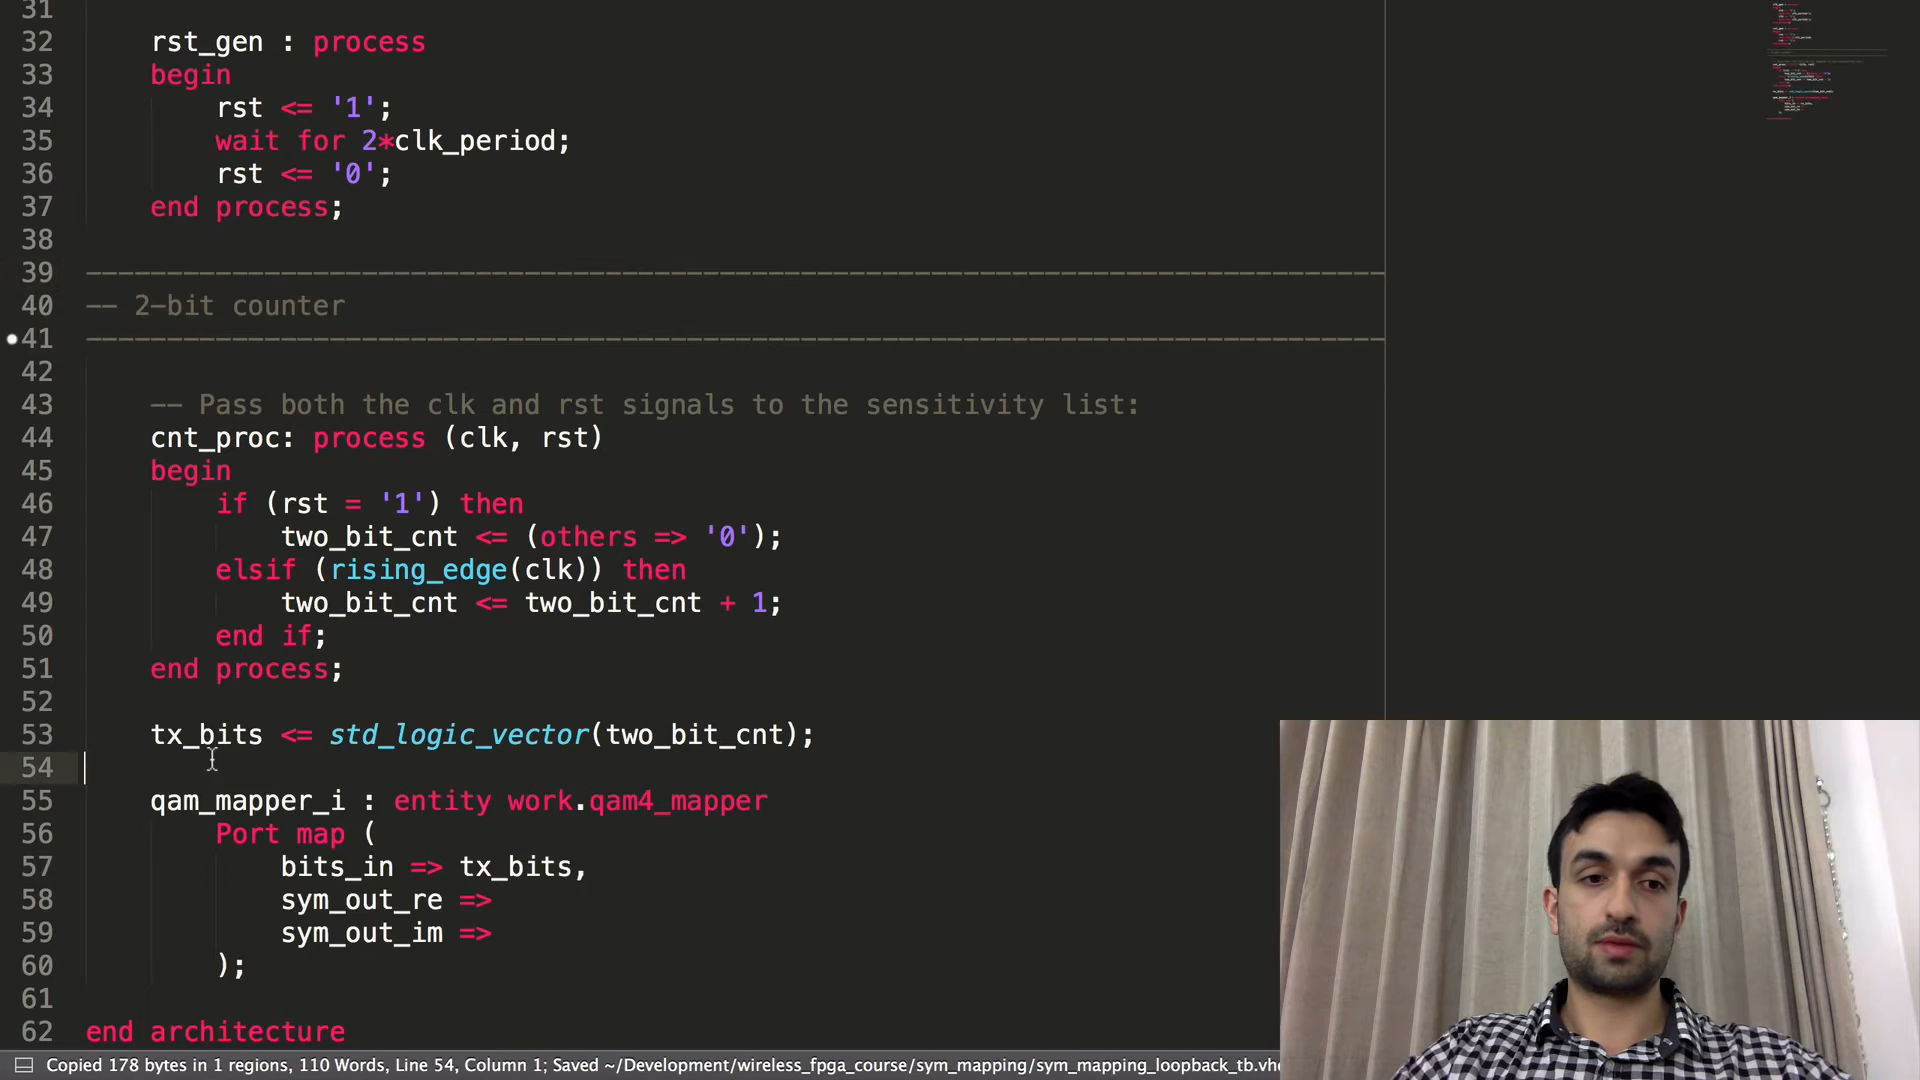 31
32 rst_gen : process
33 begin
34 rst <= '1';
35 wait for 2*clk_period;
36 rst <= '0';
37 end process;
38
39 --------------------------------------------------------------------------------
40 -- 2-bit counter
41 --------------------------------------------------------------------------------
42
43 -- Pass both the clk and rst signals to the sensitivity list:
44 cnt_proc: process (clk, rst)
45 begin
46 if (rst = '1') then
47 two_bit_cnt <= (others => '0');
48 elsif (rising_edge(clk)) then
49 two_bit_cnt <= two_bit_cnt + 1;
50 end if;
51 end process;
52
53 tx_bits <= std_logic_vector(two_bit_cnt);
54
55 qam_mapper_i : entity work.qam4_mapper
56 Port map (
57 bits_in => tx_bits,
58 sym_out_re =>
59 sym_out_im =>
60 );
61
62 end architecture
Copied 178 bytes in 1 regions, 110 Words, Line 54, Column 1; Saved ~/Development/wireless_fpga_course/sym_mapping/sym_mapping_loopback_tb.vh